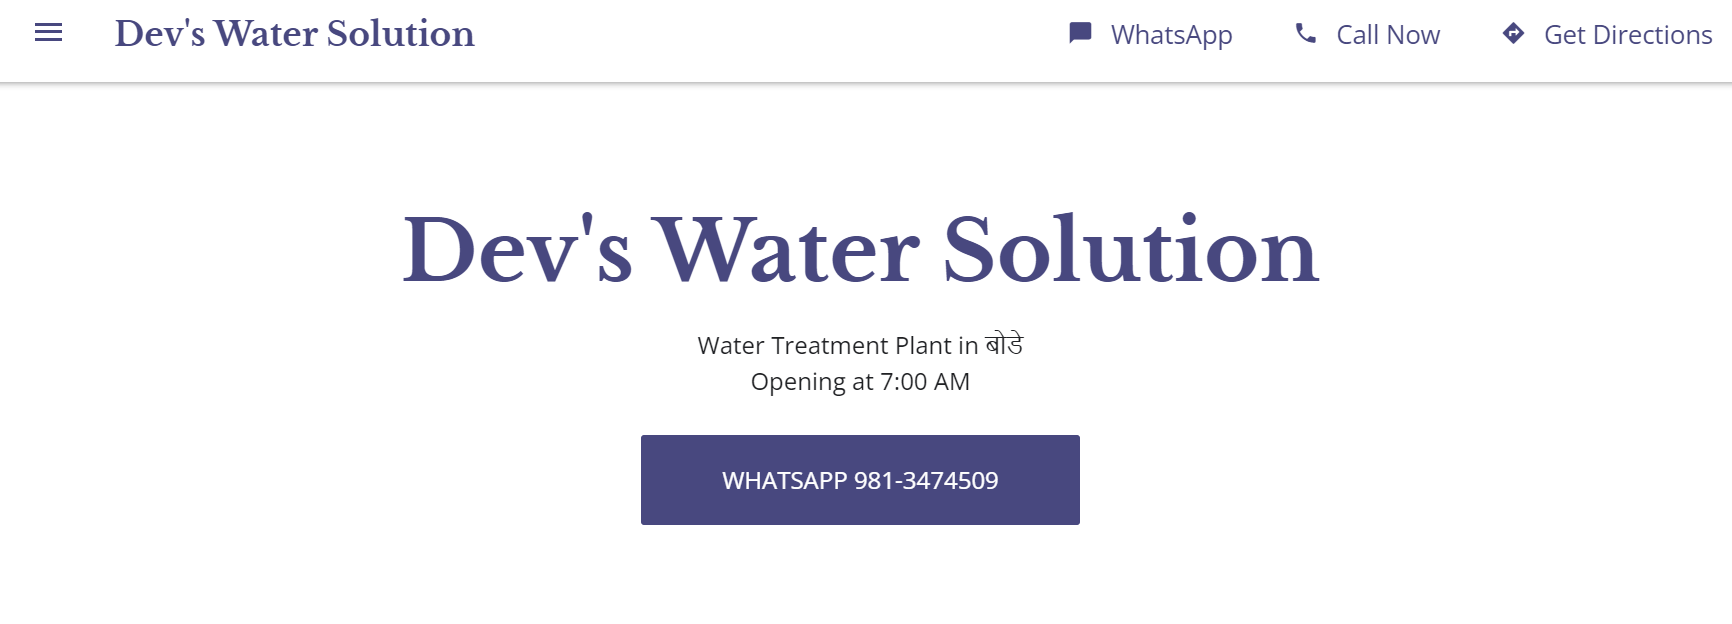 Dev's Water Solution
WhatsApp
Call Now
Get Directions
Dev's Water Solution
Water Treatment Plant in बोडे
Opening at 7:00 AM
WHATSAPP 981-3474509